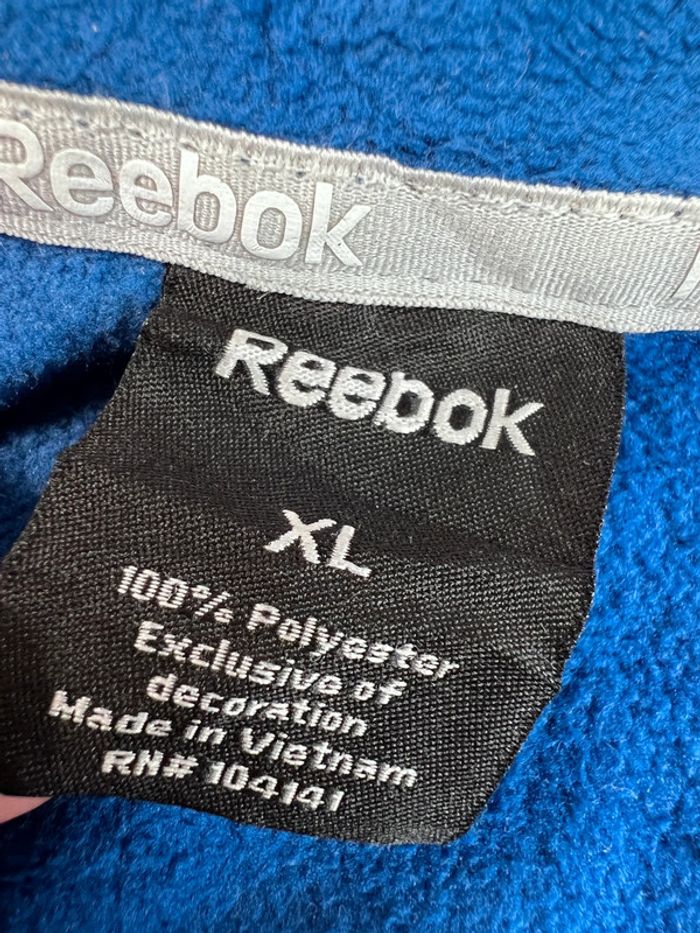 Reebok
Reebok
XL
100% Polyester
Exclusive of
decoration
Made in Vietnam
RN# 104141